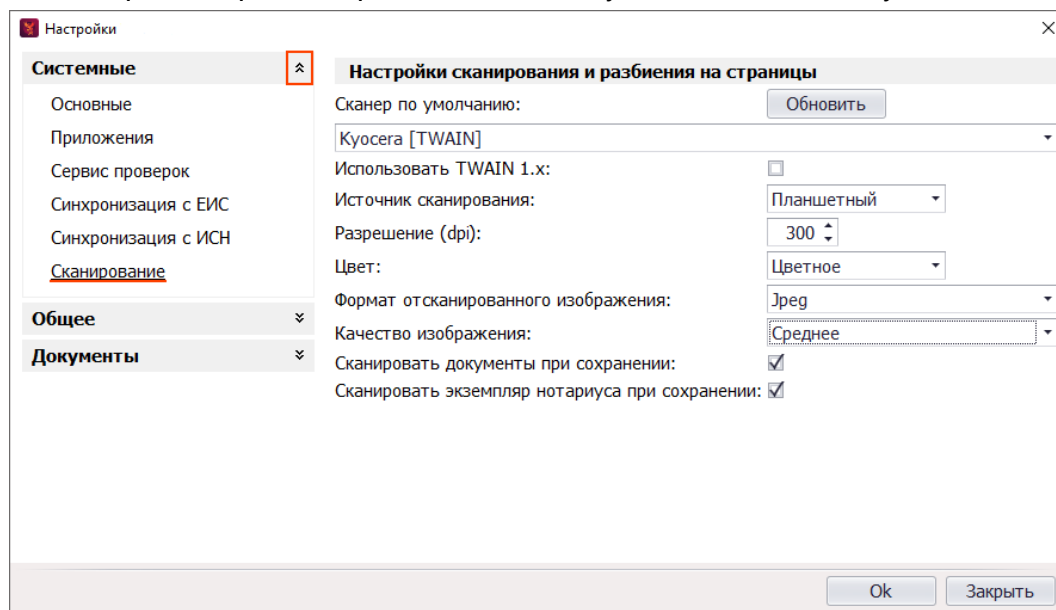 Настройки
Системные
Основные
Приложения
Сервис проверок
Синхронизация с ЕИС
Синхронизация с ИСН
Сканирование
Общее
Документы
Настройки сканирования и разбиения на страницы
Сканер по умолчанию: Обновить
Kyocera [TWAIN]
Использовать TWAIN 1.x:
Источник сканирования: Планшетный
Разрешение (dpi): 300
Цвет: Цветное
Формат отсканированного изображения: Jpeg
Качество изображения: Среднее
Сканировать документы при сохранении:
Сканировать экземпляр нотариуса при сохранении:
Ok Закрыть